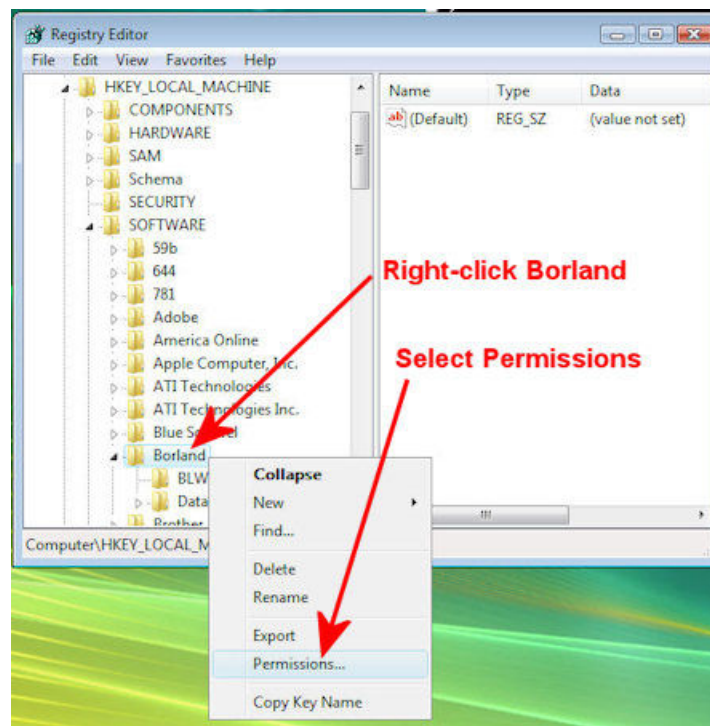 Registry Editor
File Edit View Favorites Help
HKEY_LOCAL_MACHINE
COMPONENTS
HARDWARE
SAM
Schema
SECURITY
SOFTWARE
59b
644
781
Adobe
America Online
Apple Computer, Inc.
ATI Technologies
ATI Technologies Inc.
Blue Squirrel
Borland
BLW
Data
Brother
Name Type Data
ab (Default) REG_SZ (value not set)
Right-click Borland
Select Permissions
Collapse
New
Find...
Delete
Rename
Export
Permissions...
Copy Key Name
Computer\HKEY_LOCAL_M